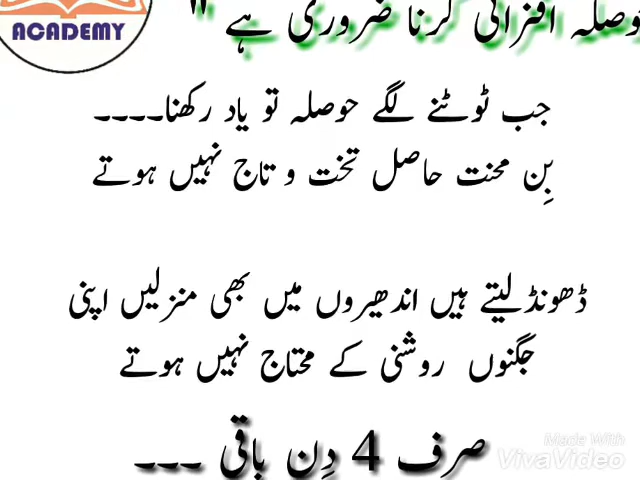 ACADEMY
حوصلہ افزائی کرنا ضروری ہے "
جب ٹوٹنے لگے حوصلہ تو یاد رکھنا۔۔۔۔
بِن محنت حاصل تخت و تاج نہیں ہوتے
ڈھونڈ لیتے ہیں اندھیروں میں بھی منزلیں اپنی
جگنوں روشنی کے محتاج نہیں ہوتے
صرف 4 دِن باقی ۔۔۔
Made With
VivaVideo